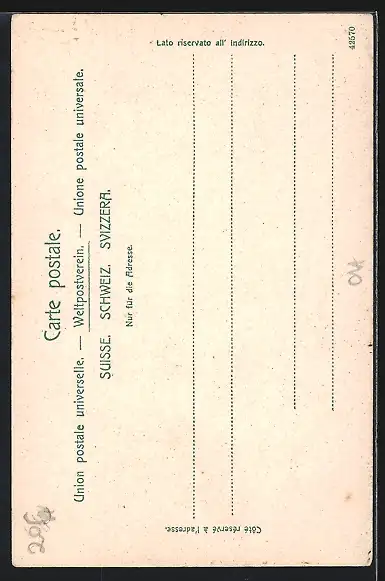 Carte postale.
Union postale universelle. — Weltpostverein. — Unione postale universale.
SUISSE. SCHWEIZ. SVIZZERA.
Nur für die Adresse.
Côté réservé à l'adresse.
Lato riservato all' indirizzo.
42570